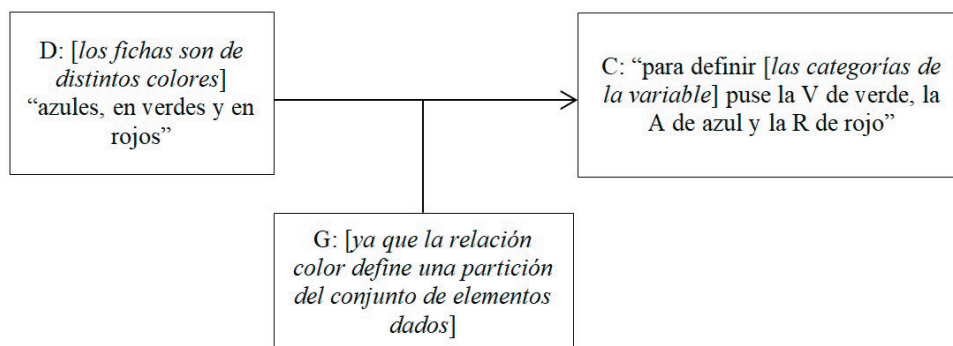 D: [los fichas son de
distintos colores]
“azules, en verdes y en
rojos”
C: “para definir [las categorías de
la variable] puse la V de verde, la
A de azul y la R de rojo”
G: [ya que la relación
color define una partición
del conjunto de elementos
dados]